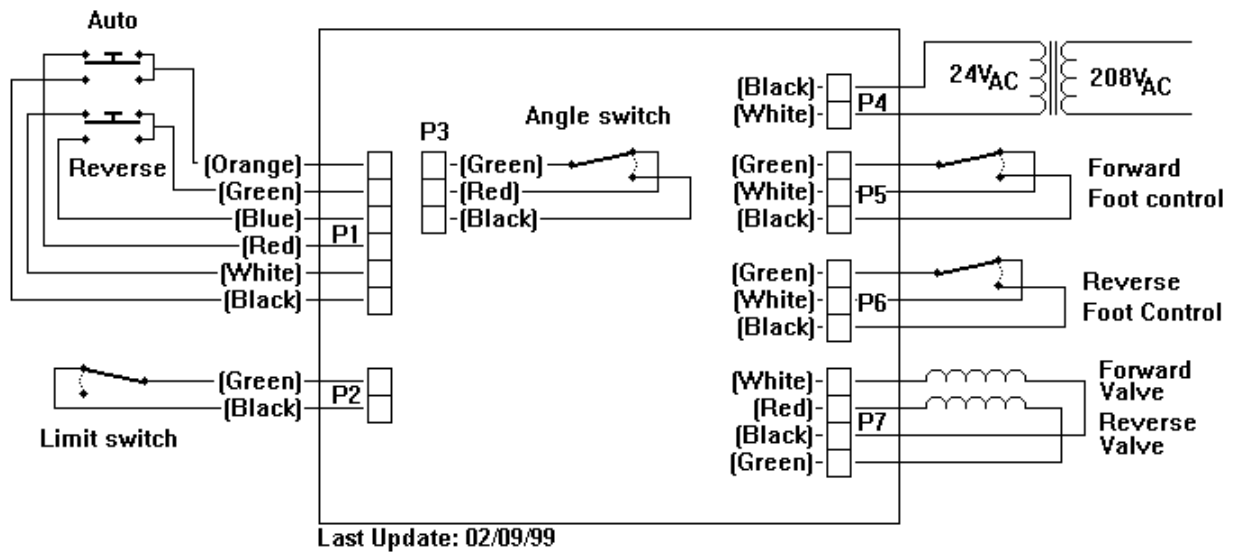 Auto
Reverse
(Orange)
(Green)
(Blue)
(Red)
(White)
(Black)
P1
(Green)
(Black)
P2
Limit switch
P3
Angle switch
(Green)
(Red)
(Black)
(Black)
(White)
P4
24VAC
208VAC
(Green)
(White)
(Black)
P5
Forward
Foot control
(Green)
(White)
(Black)
P6
Reverse
Foot Control
(White)
(Red)
(Black)
(Green)
P7
Forward
Valve
Reverse
Valve
Last Update: 02/09/99